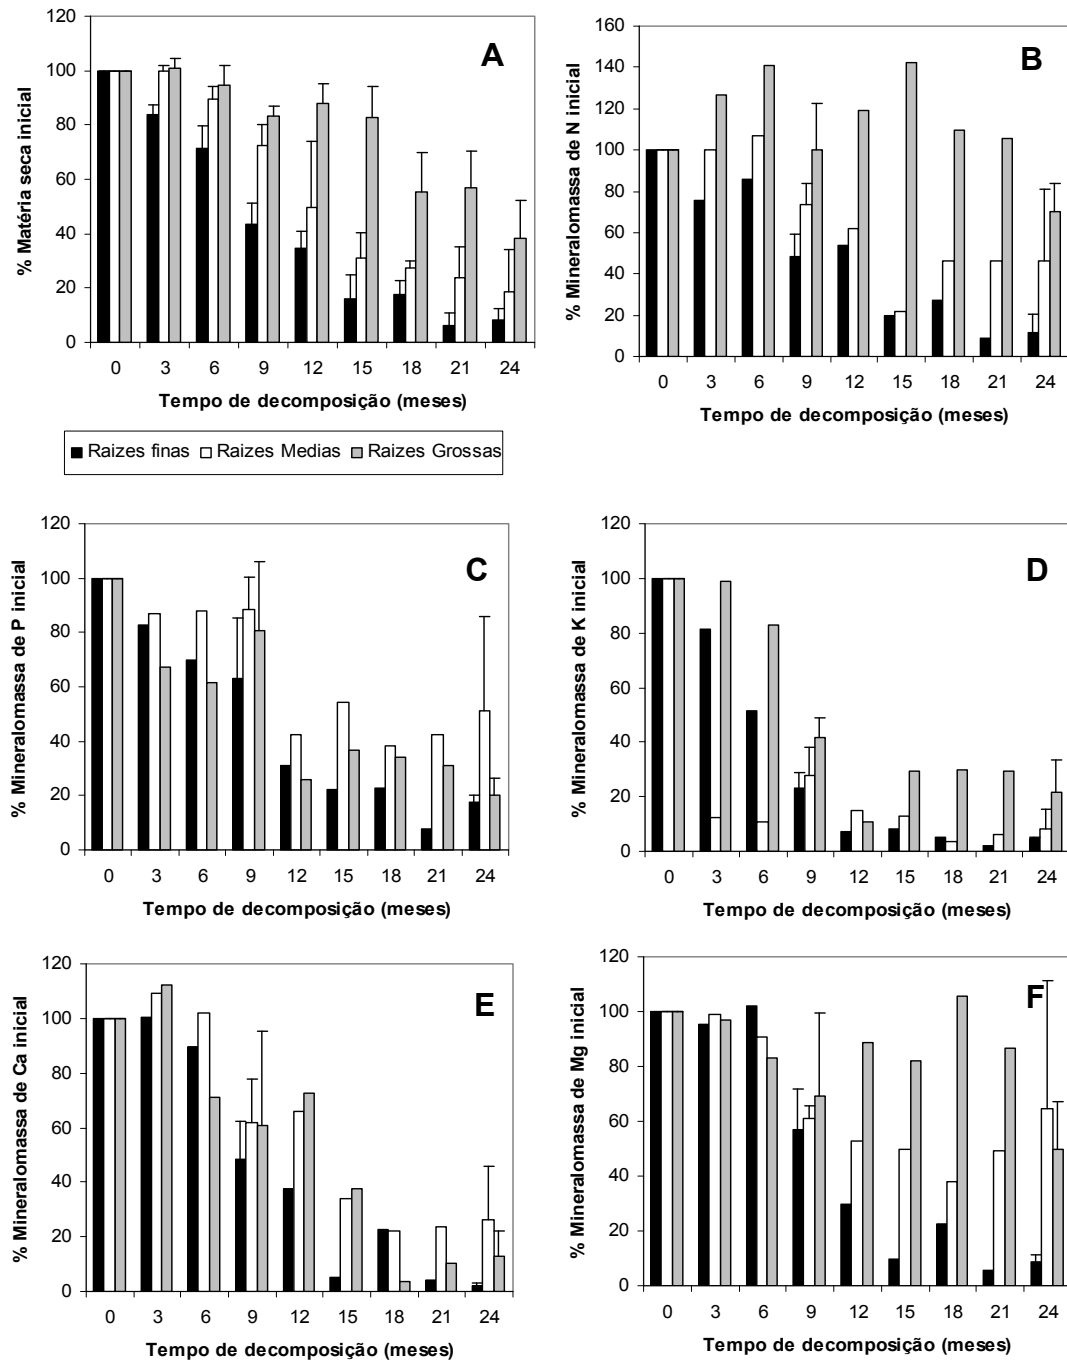 A
% Matéria seca inicial
120
100
80
60
40
20
0
0 3 6 9 12 15 18 21 24
Tempo de decomposição (meses)
B
% Mineralomassa de N inicial
160
140
120
100
80
60
40
20
0
0 3 6 9 12 15 18 21 24
Tempo de decomposição (meses)
Raizes finas Raizes Medias Raizes Grossas
C
% Mineralomassa de P inicial
120
100
80
60
40
20
0
0 3 6 9 12 15 18 21 24
Tempo de decomposição (meses)
D
% Mineralomassa de K inicial
120
100
80
60
40
20
0
0 3 6 9 12 15 18 21 24
Tempo de decomposição (meses)
E
% Mineralomassa de Ca inicial
120
100
80
60
40
20
0
0 3 6 9 12 15 18 21 24
Tempo de decomposição (meses)
F
% Mineralomassa de Mg inicial
120
100
80
60
40
20
0
0 3 6 9 12 15 18 21 24
Tempo de decomposição (meses)